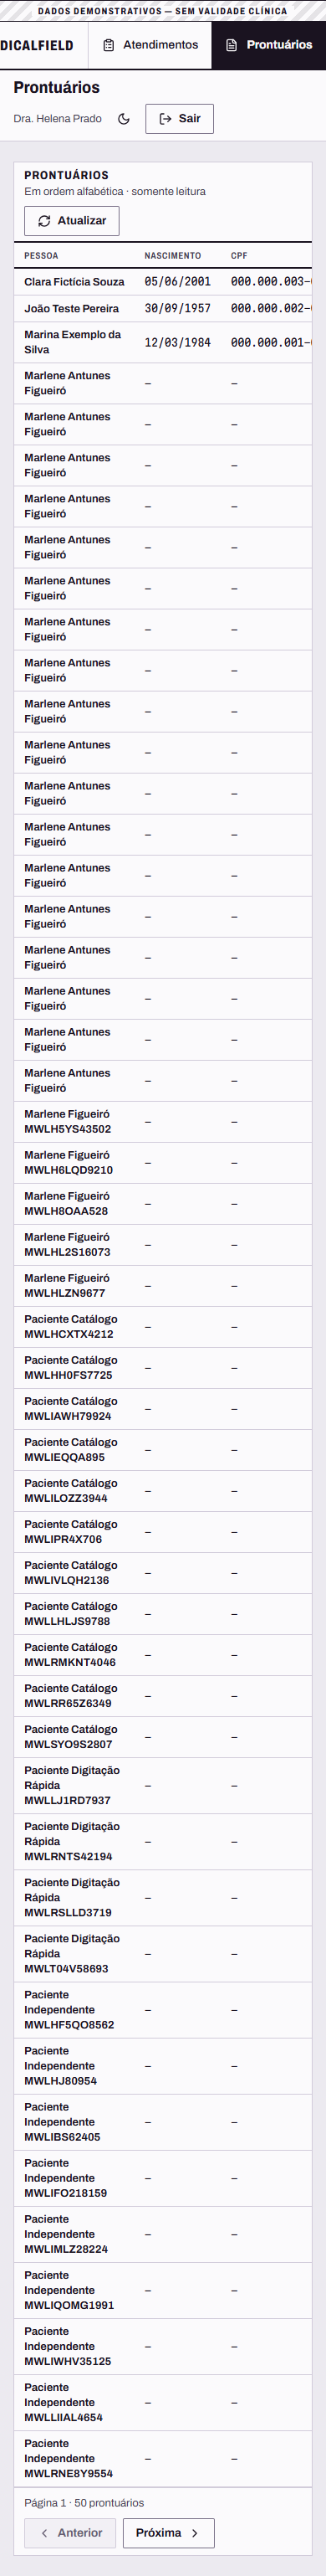 DADOS DEMONSTRATIVOS — SEM VALIDADE CLÍNICA
DICALFIELD
Atendimentos
Prontuários
Prontuários
Dra. Helena Prado
Sair
PRONTUÁRIOS
Em ordem alfabética · somente leitura
Atualizar
PESSOA NASCIMENTO CPF
Clara Fictícia Souza 05/06/2001 000.000.003-
João Teste Pereira 30/09/1957 000.000.002-
Marina Exemplo da
Silva
12/03/1984 000.000.001-
Marlene Antunes
Figueiró
– –
Marlene Antunes
Figueiró
– –
Marlene Antunes
Figueiró
– –
Marlene Antunes
Figueiró
– –
Marlene Antunes
Figueiró
– –
Marlene Antunes
Figueiró
– –
Marlene Antunes
Figueiró
– –
Marlene Antunes
Figueiró
– –
Marlene Antunes
Figueiró
– –
Marlene Antunes
Figueiró
– –
Marlene Antunes
Figueiró
– –
Marlene Antunes
Figueiró
– –
Marlene Antunes
Figueiró
– –
Marlene Antunes
Figueiró
– –
Marlene Antunes
Figueiró
– –
Marlene Antunes
Figueiró
– –
Marlene Antunes
Figueiró
– –
Marlene Antunes
Figueiró
– –
Marlene Figueiró
MWLH5YS43502
– –
Marlene Figueiró
MWLH6LQD9210
– –
Marlene Figueiró
MWLH8OAA528
– –
Marlene Figueiró
MWLHL2S16073
– –
Marlene Figueiró
MWLHLZN9677
– –
Paciente Catálogo
MWLHCXTX4212
– –
Paciente Catálogo
MWLHH0FS7725
– –
Paciente Catálogo
MWLIAWH79924
– –
Paciente Catálogo
MWLIEQQA895
– –
Paciente Catálogo
MWLILOZZ3944
– –
Paciente Catálogo
MWLIPR4X706
– –
Paciente Catálogo
MWLIVLQH2136
– –
Paciente Catálogo
MWLLHLJS9788
– –
Paciente Catálogo
MWLRMKNT4046
– –
Paciente Catálogo
MWLRR65Z6349
– –
Paciente Catálogo
MWLSYO9S2807
– –
Paciente Digitação
Rápida
MWLLJ1RD7937
– –
Paciente Digitação
Rápida
MWLRNTS42194
– –
Paciente Digitação
Rápida
MWLRSLLD3719
– –
Paciente Digitação
Rápida
MWLT04V58693
– –
Paciente
Independente
MWLHF5QO8562
– –
Paciente
Independente
MWLHJ80954
– –
Paciente
Independente
MWLIBS62405
– –
Paciente
Independente
MWLIFO218159
– –
Paciente
Independente
MWLIMLZ28224
– –
Paciente
Independente
MWLIQOMG1991
– –
Paciente
Independente
MWLIWHV35125
– –
Paciente
Independente
MWLLIIAL4654
– –
Paciente
Independente
MWLRNE8Y9554
– –
Página 1 · 50 prontuários
Anterior
Próxima